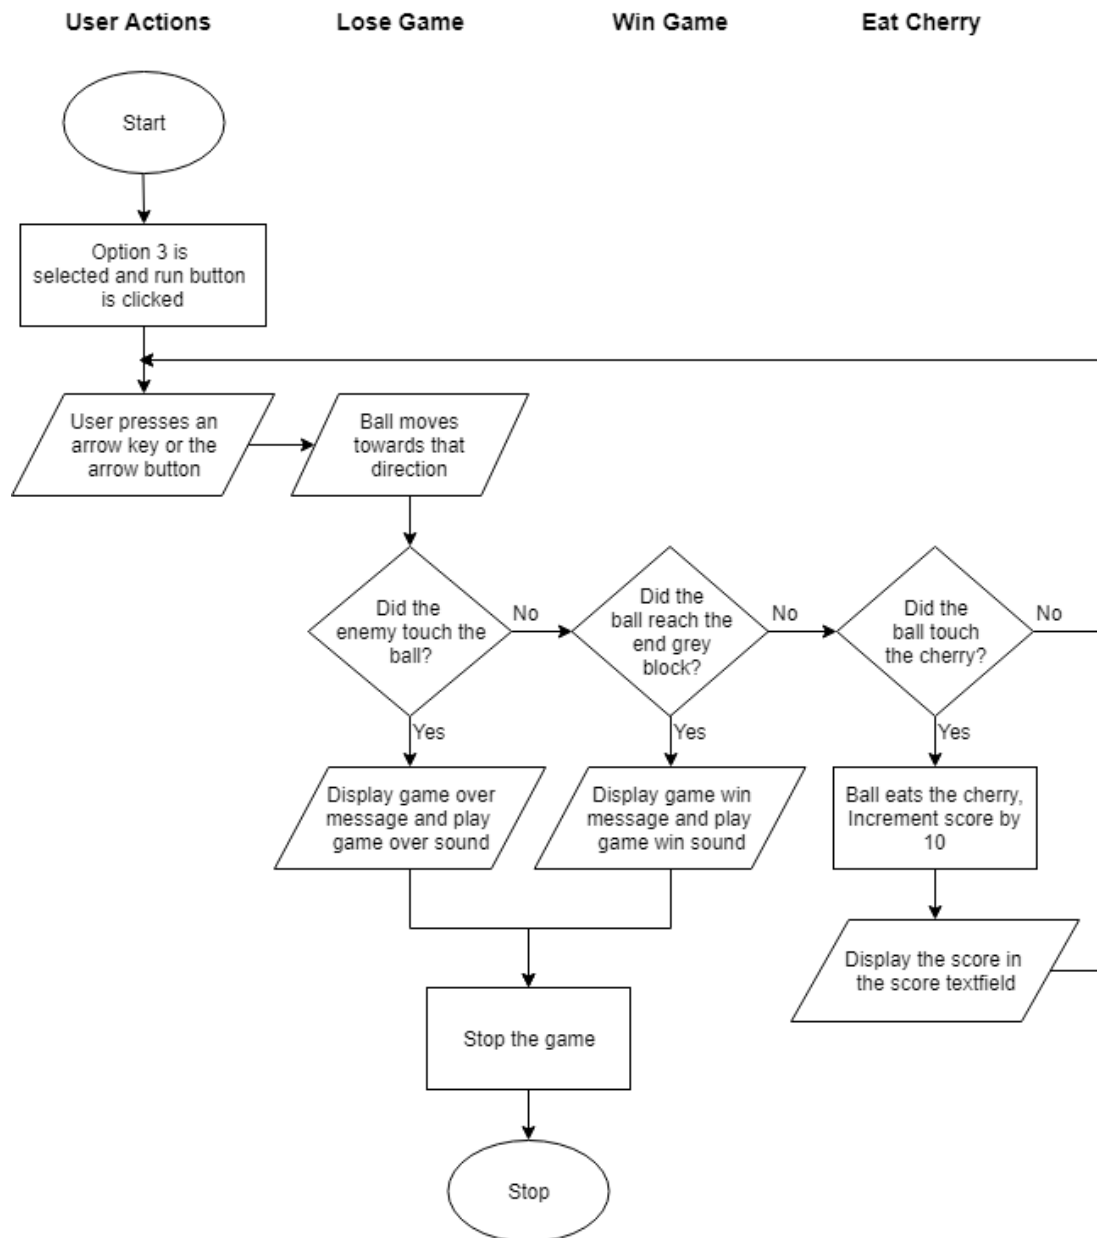 User Actions
Lose Game
Win Game
Eat Cherry
Start
Option 3 is
selected and run button
is clicked
User presses an
arrow key or the
arrow button
Ball moves
towards that
direction
Did the
enemy touch the
ball?
No
Did the
ball reach the
end grey
block?
No
Did the
ball touch
the cherry?
No
Yes
Yes
Yes
Display game over
message and play
game over sound
Display game win
message and play
game win sound
Ball eats the cherry,
Increment score by
10
Display the score in
the score textfield
Stop the game
Stop